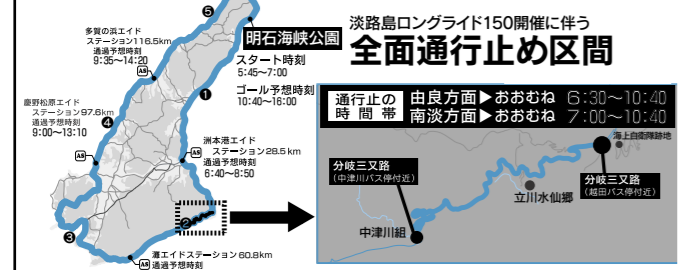 淡路島ロングライド150開催に伴う
全面通行止め区間
⑤
多賀の浜エイド
ステーション116.5km
通過予想時刻
9:35〜14:20
AS
明石海峡公園
スタート時刻
5:45〜7:00
ゴール予想時刻
10:40〜16:00
①
慶野松原エイド
ステーション97.6km
通過予想時刻
9:00〜13:10
④
AS
洲本港エイド
ステーション28.5km
通過予想時刻
6:40〜8:50
AS
②
③
灘エイドステーション60.8km
AS 通過予想時刻
通行止の
時間帯
由良方面▶おおむね 6:30〜10:40
南淡方面▶おおむね 7:00〜10:40
海上自衛隊跡地
分岐三叉路
(中津川バス停付近)
分岐三叉路
(越田バス停付近)
立川水仙郷
中津川組